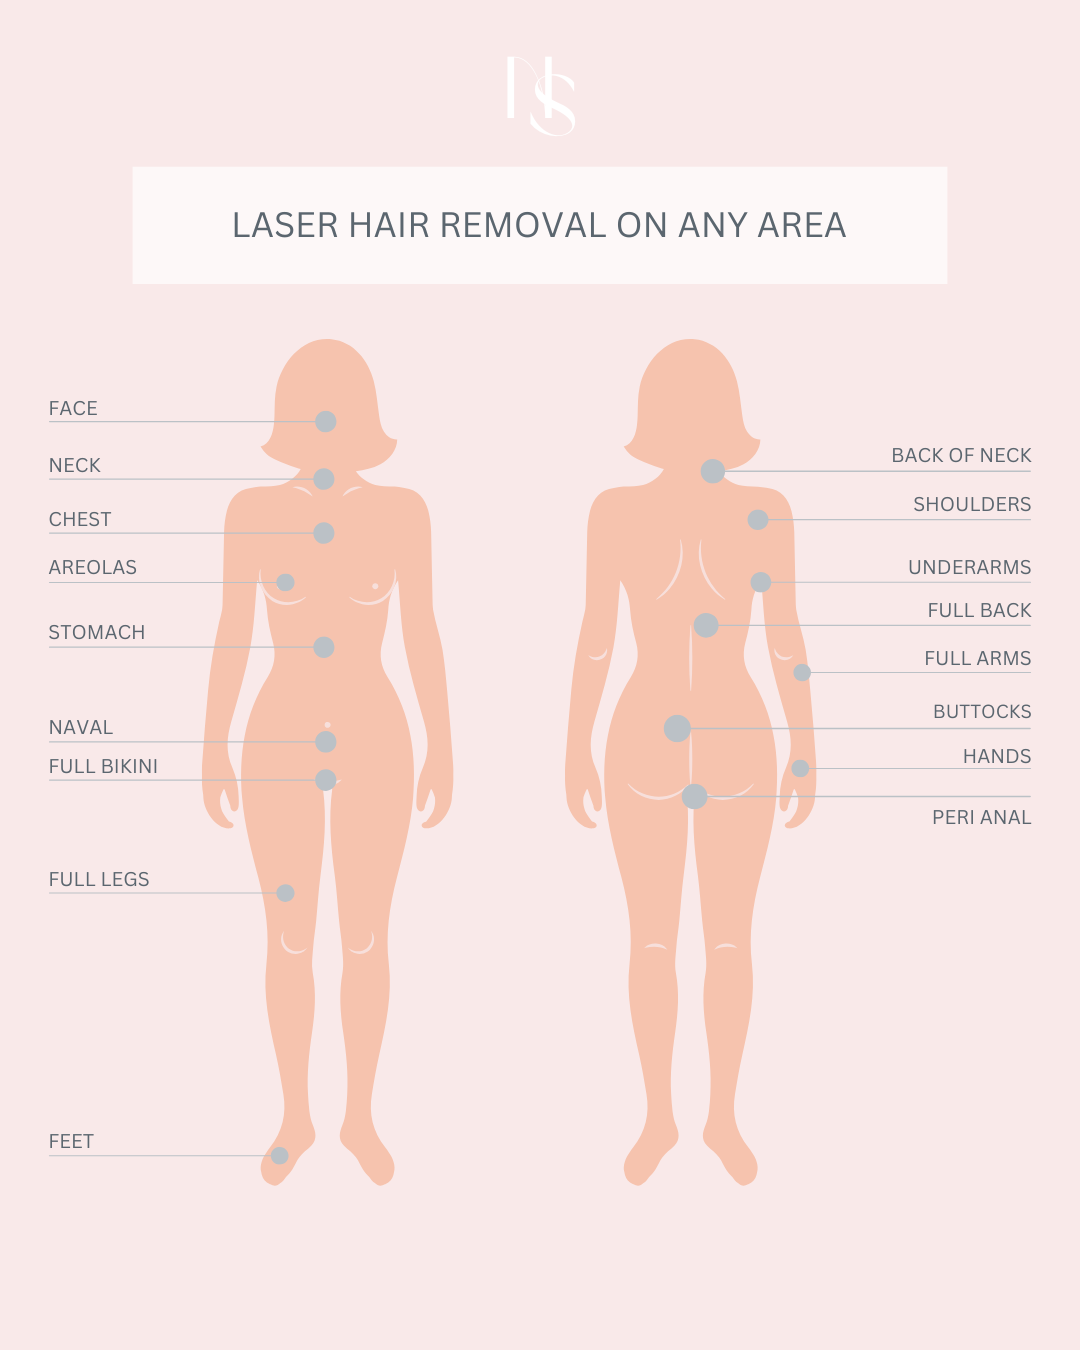 NS
LASER HAIR REMOVAL ON ANY AREA
FACE
NECK
CHEST
AREOLAS
STOMACH
NAVAL
FULL BIKINI
FULL LEGS
FEET
BACK OF NECK
SHOULDERS
UNDERARMS
FULL BACK
FULL ARMS
BUTTOCKS
HANDS
PERI ANAL